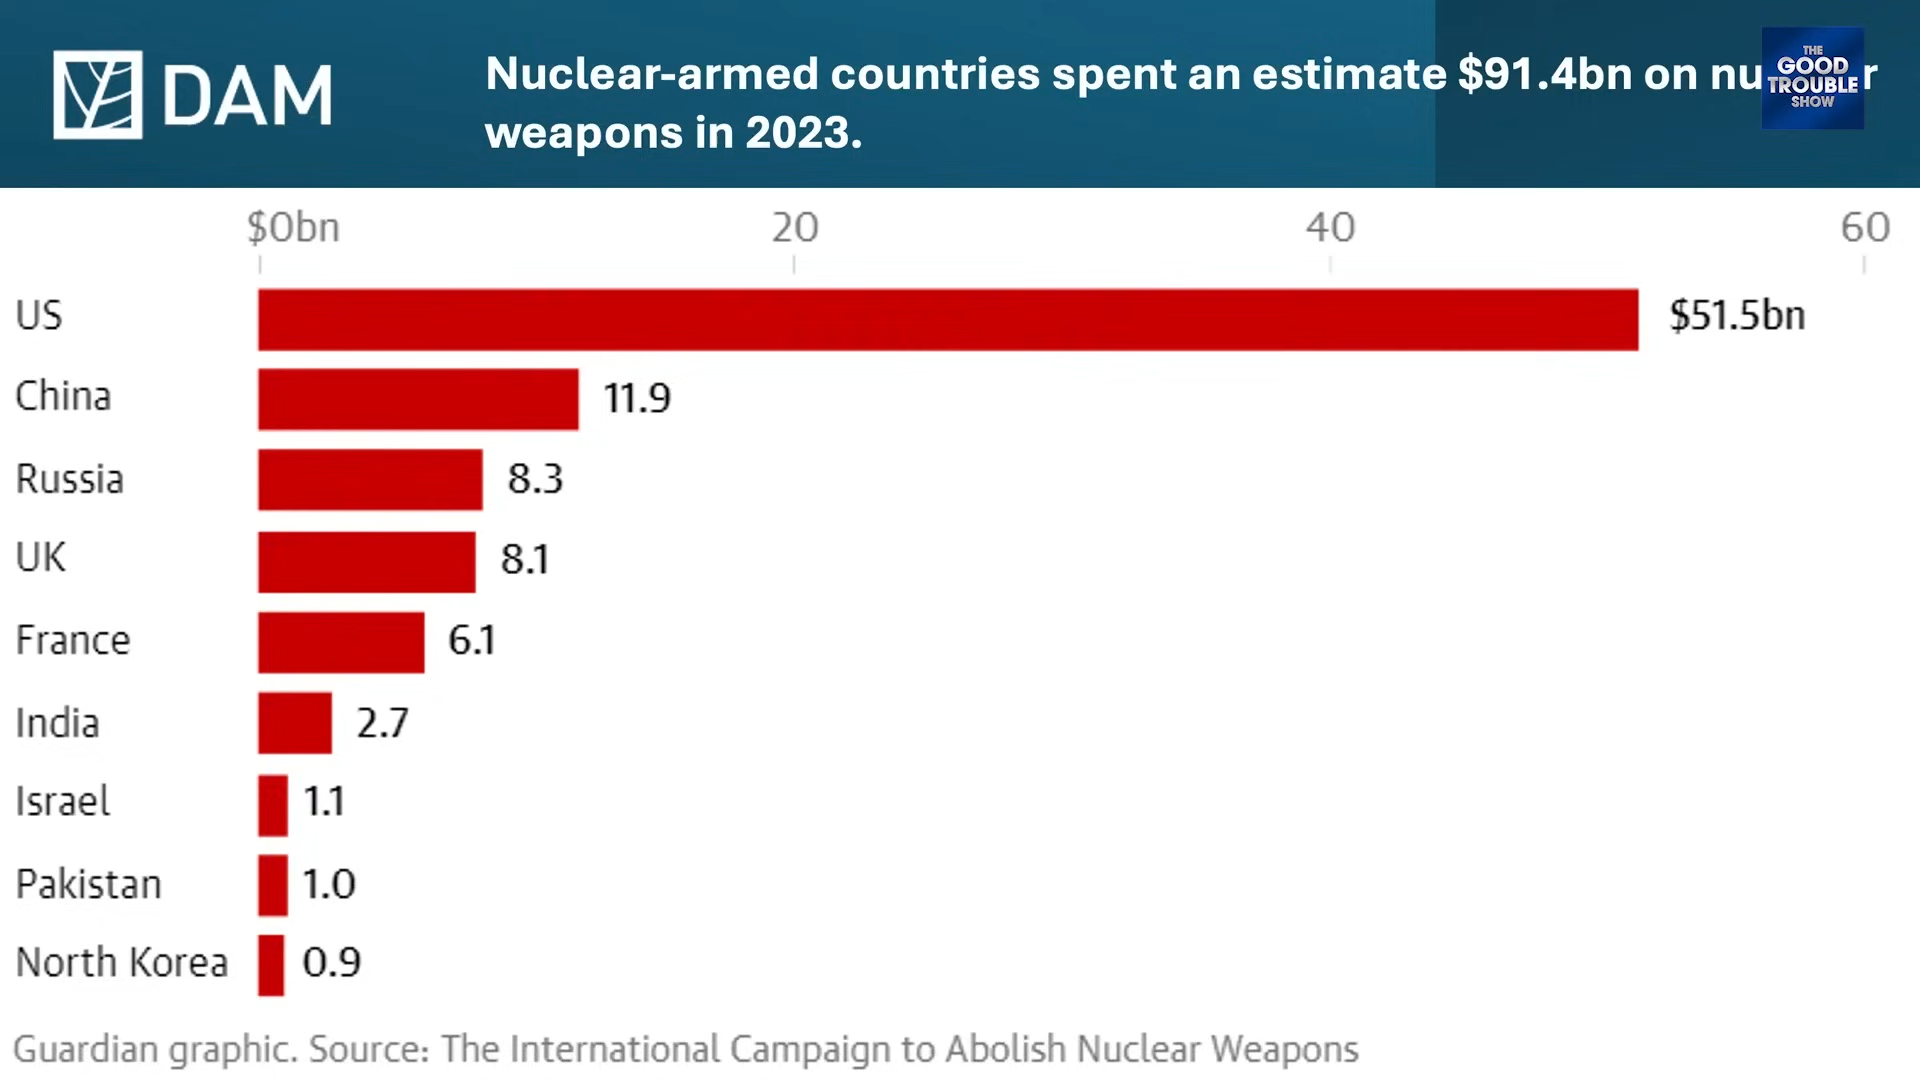 DAM
Nuclear-armed countries spent an estimate $91.4bn on nu r
weapons in 2023.
THE
GOOD
TROUBLE
SHOW
$0bn 20 40 60
US $51.5bn
China 11.9
Russia 8.3
UK 8.1
France 6.1
India 2.7
Israel 1.1
Pakistan 1.0
North Korea 0.9
Guardian graphic. Source: The International Campaign to Abolish Nuclear Weapons